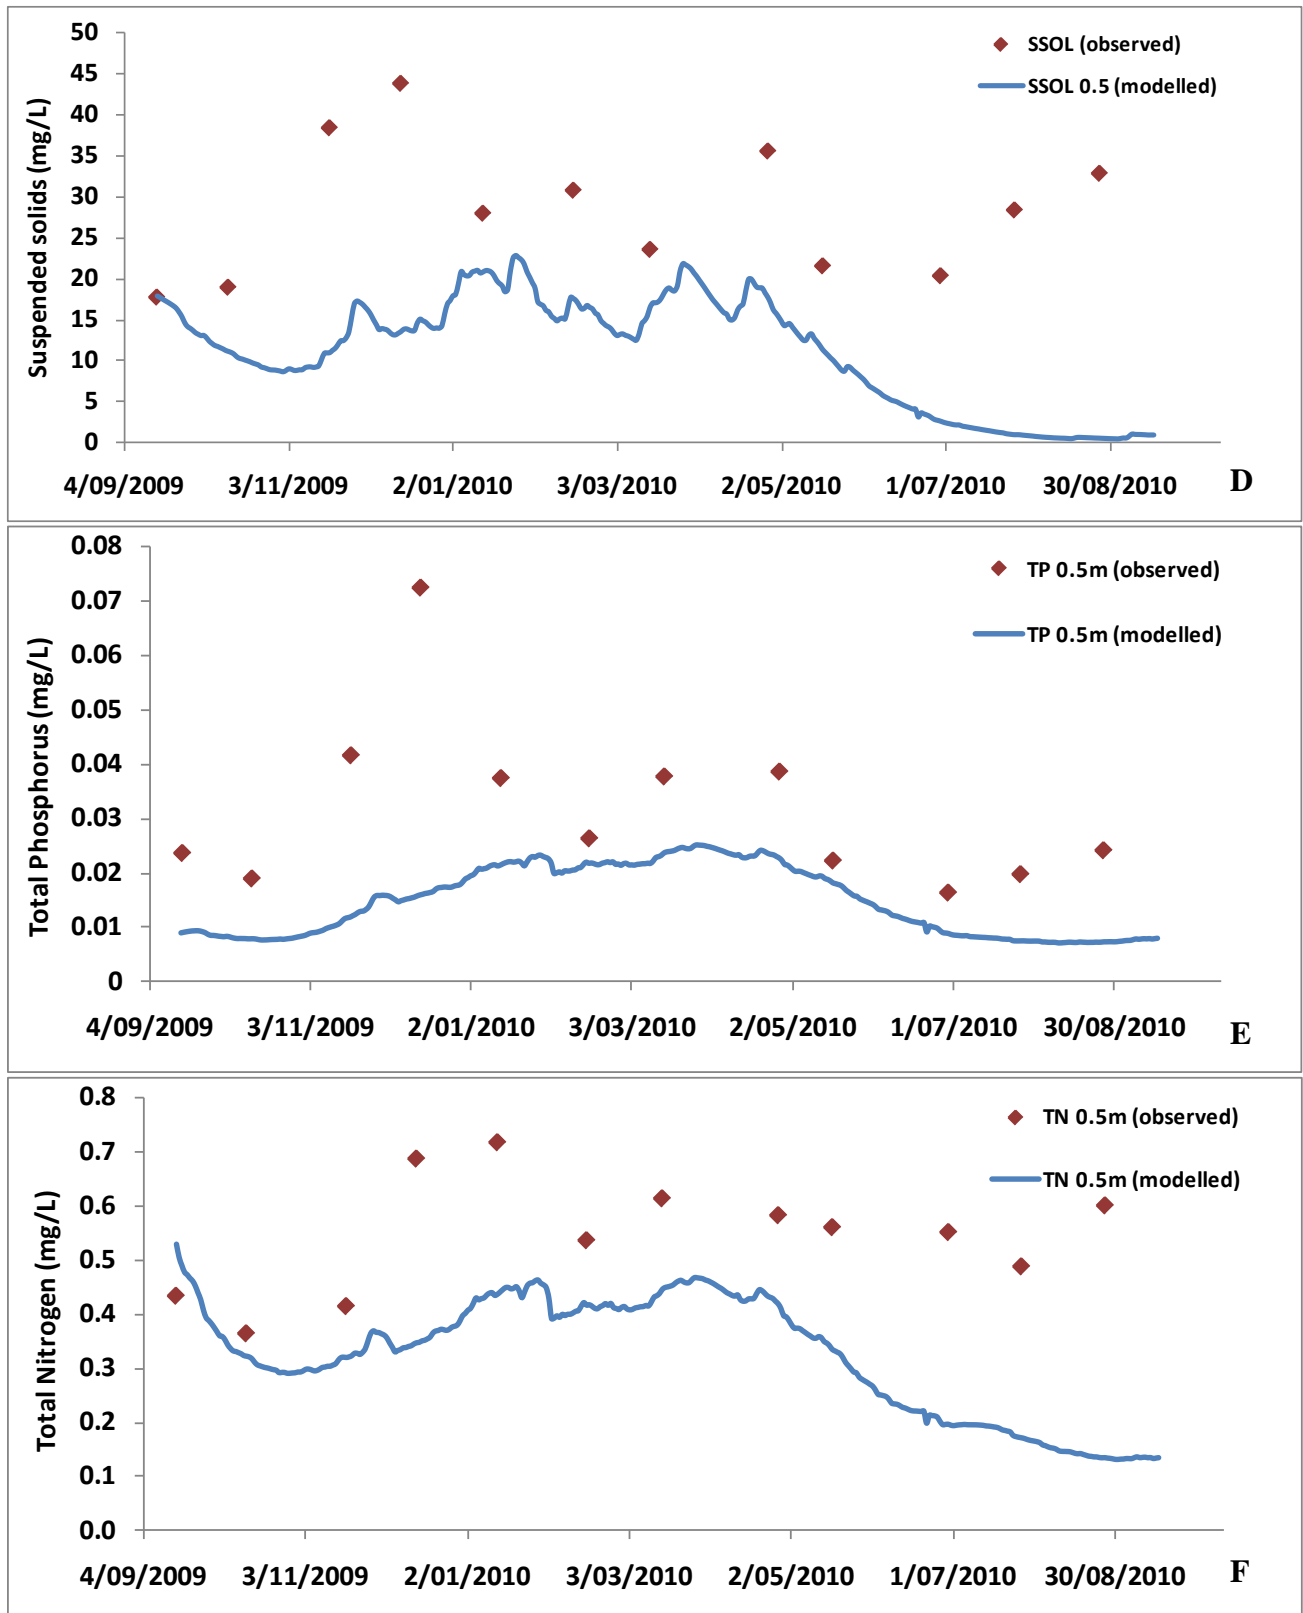 Suspended solids (mg/L)
50
45
40
35
30
25
20
15
10
5
0
SSOL (observed)
SSOL 0.5 (modelled)
4/09/2009 3/11/2009 2/01/2010 3/03/2010 2/05/2010 1/07/2010 30/08/2010 D
Total Phosphorus (mg/L)
0.08
0.07
0.06
0.05
0.04
0.03
0.02
0.01
0
TP 0.5m (observed)
TP 0.5m (modelled)
4/09/2009 3/11/2009 2/01/2010 3/03/2010 2/05/2010 1/07/2010 30/08/2010 E
Total Nitrogen (mg/L)
0.8
0.7
0.6
0.5
0.4
0.3
0.2
0.1
0.0
TN 0.5m (observed)
TN 0.5m (modelled)
4/09/2009 3/11/2009 2/01/2010 3/03/2010 2/05/2010 1/07/2010 30/08/2010 F